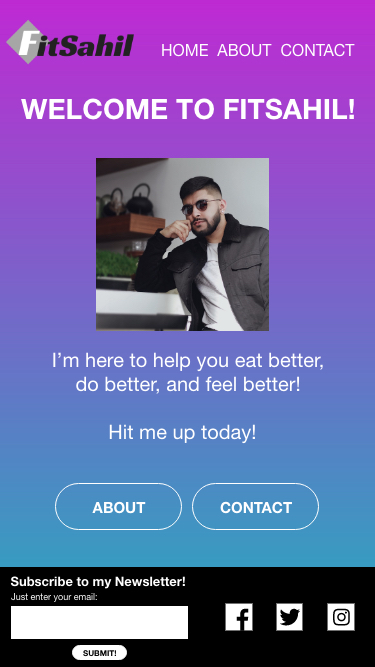 FitSahil
HOME ABOUT CONTACT
WELCOME TO FITSAHIL!
I’m here to help you eat better,
do better, and feel better!
Hit me up today!
ABOUT
CONTACT
Subscribe to my Newsletter!
Just enter your email:
SUBMIT!